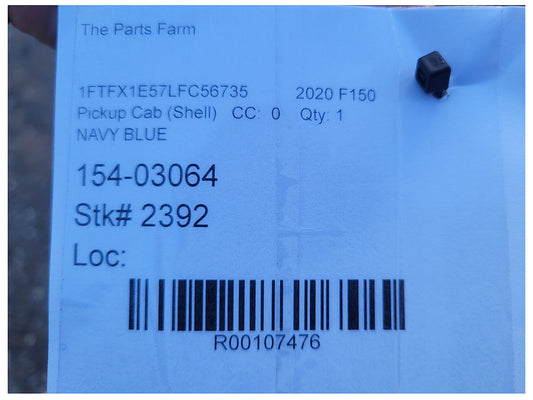 The Parts Farm
1FTFX1E57LFC56735 2020 F150
Pickup Cab (Shell) CC: 0 Qty: 1
NAVY BLUE
154-03064
Stk# 2392
Loc:
R00107476